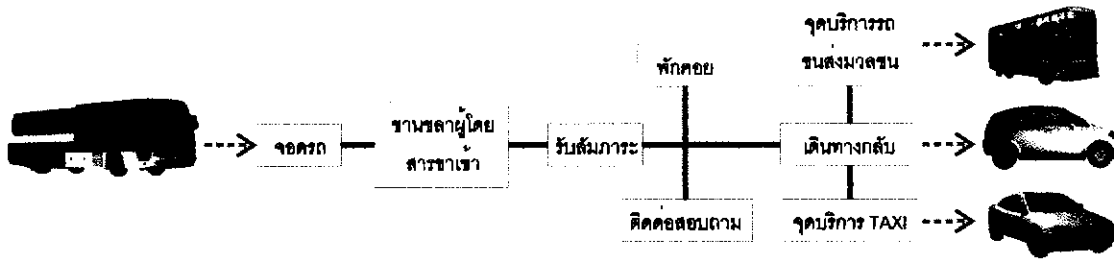 จอดรถ
ชานชลาผู้โดย
สารขาเข้า
รับสัมภาระ
พักคอย
ติดต่อสอบถาม
จุดบริการรถ
ขนส่งมวลชน
เดินทางกลับ
จุดบริการ TAXI